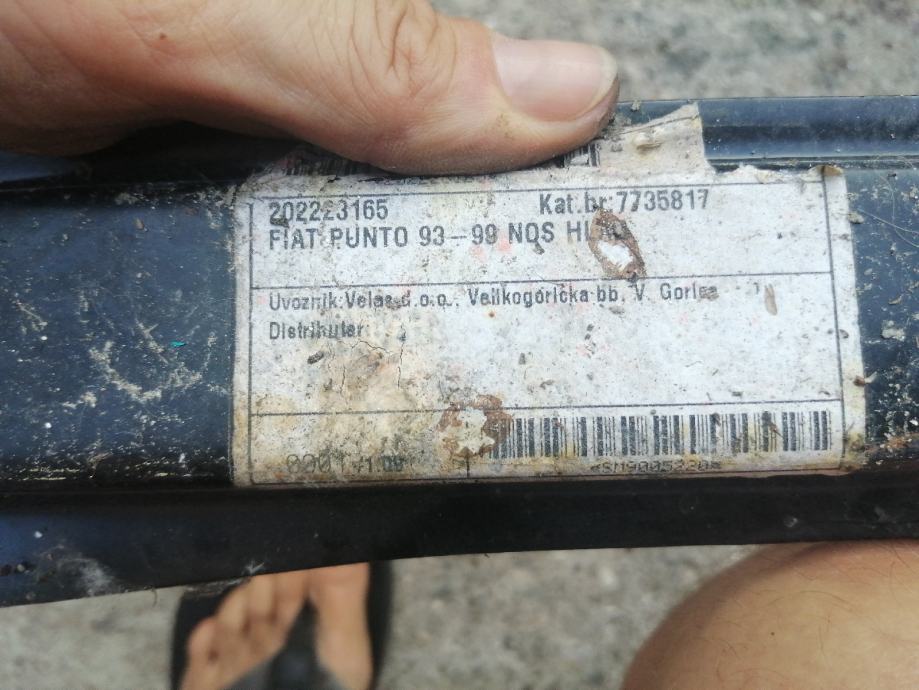 202223165 Kat.br:7735817
FIAT PUNTO 93-99 NOS
Uvoznik:Velas d.o.o., Velikogorička bb, V. Gorica
Distributer: